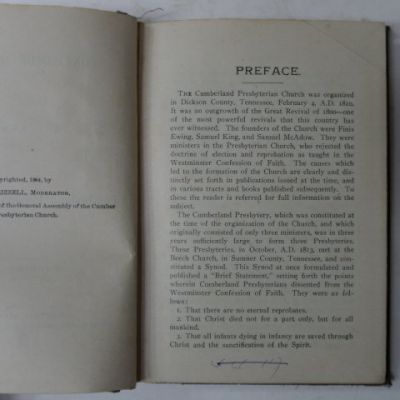 pyrighted, 1904, by
IZZELL, MODERATOR,
of the General Assembly of the Cumber
resbyterian Church.
PREFACE.
THE Cumberland Presbyterian Church was organized
in Dickson County, Tennessee, February 4, A.D. 1810.
It was an outgrowth of the Great Revival of 1800—one
of the most powerful revivals that this country has
ever witnessed. The founders of the Church were Finis
Ewing, Samuel King, and Samuel McAdow. They were
ministers in the Presbyterian Church, who rejected the
doctrine of election and reprobation as taught in the
Westminster Confession of Faith. The causes which
led to the formation of the Church are clearly and dis-
tinctly set forth in publications issued at the time, and
in various tracts and books published subsequently. To
these the reader is referred for full information on the
subject.
The Cumberland Presbytery, which was constituted at
the time of the organization of the Church, and which
originally consisted of only three ministers, was in three
years sufficiently large to form three Presbyteries.
These Presbyteries, in October, A.D. 1813, met at the
Beech Church, in Sumner County, Tennessee, and con-
stituted a Synod. This Synod at once formulated and
published a "Brief Statement," setting forth the points
wherein Cumberland Presbyterians dissented from the
Westminster Confession of Faith. They were as fol-
lows:
1. That there are no eternal reprobates.
2. That Christ died not for a part only, but for all
mankind.
3. That all infants dying in infancy are saved through
Christ and the sanctification of the Spirit.